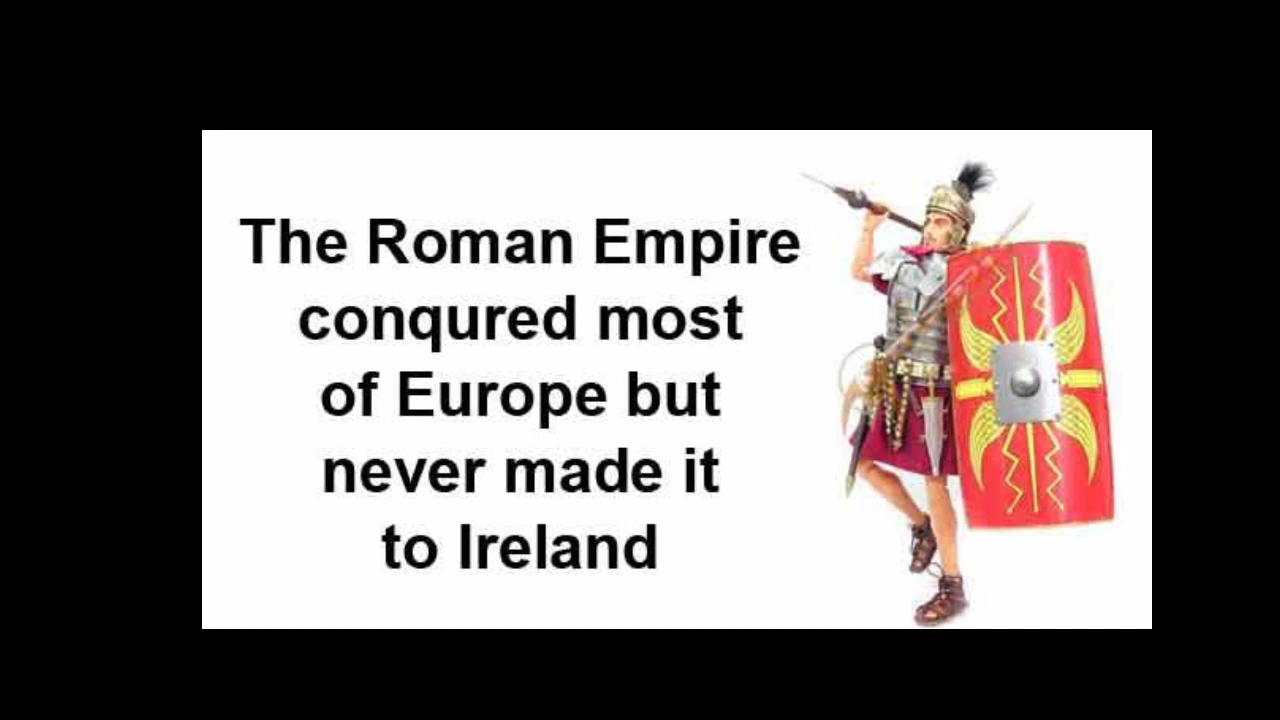 The Roman Empire
conqured most
of Europe but
never made it
to Ireland